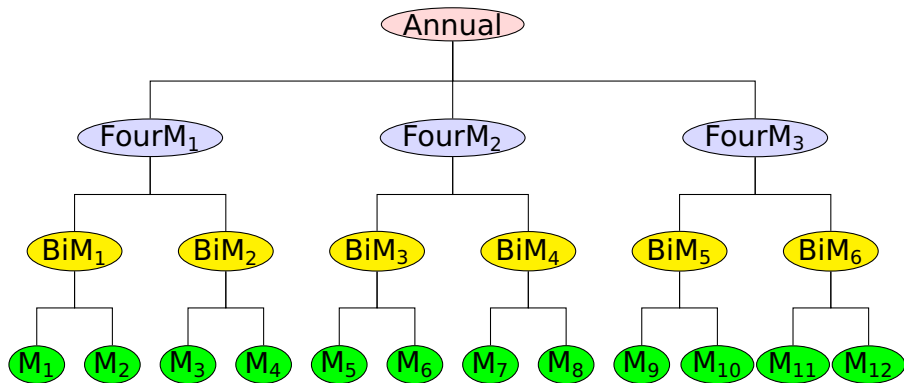 Annual
FourM₁ FourM₂ FourM₃
BiM₁ BiM₂ BiM₃ BiM₄ BiM₅ BiM₆
M₁ M₂ M₃ M₄ M₅ M₆ M₇ M₈ M₉ M₁₀ M₁₁ M₁₂